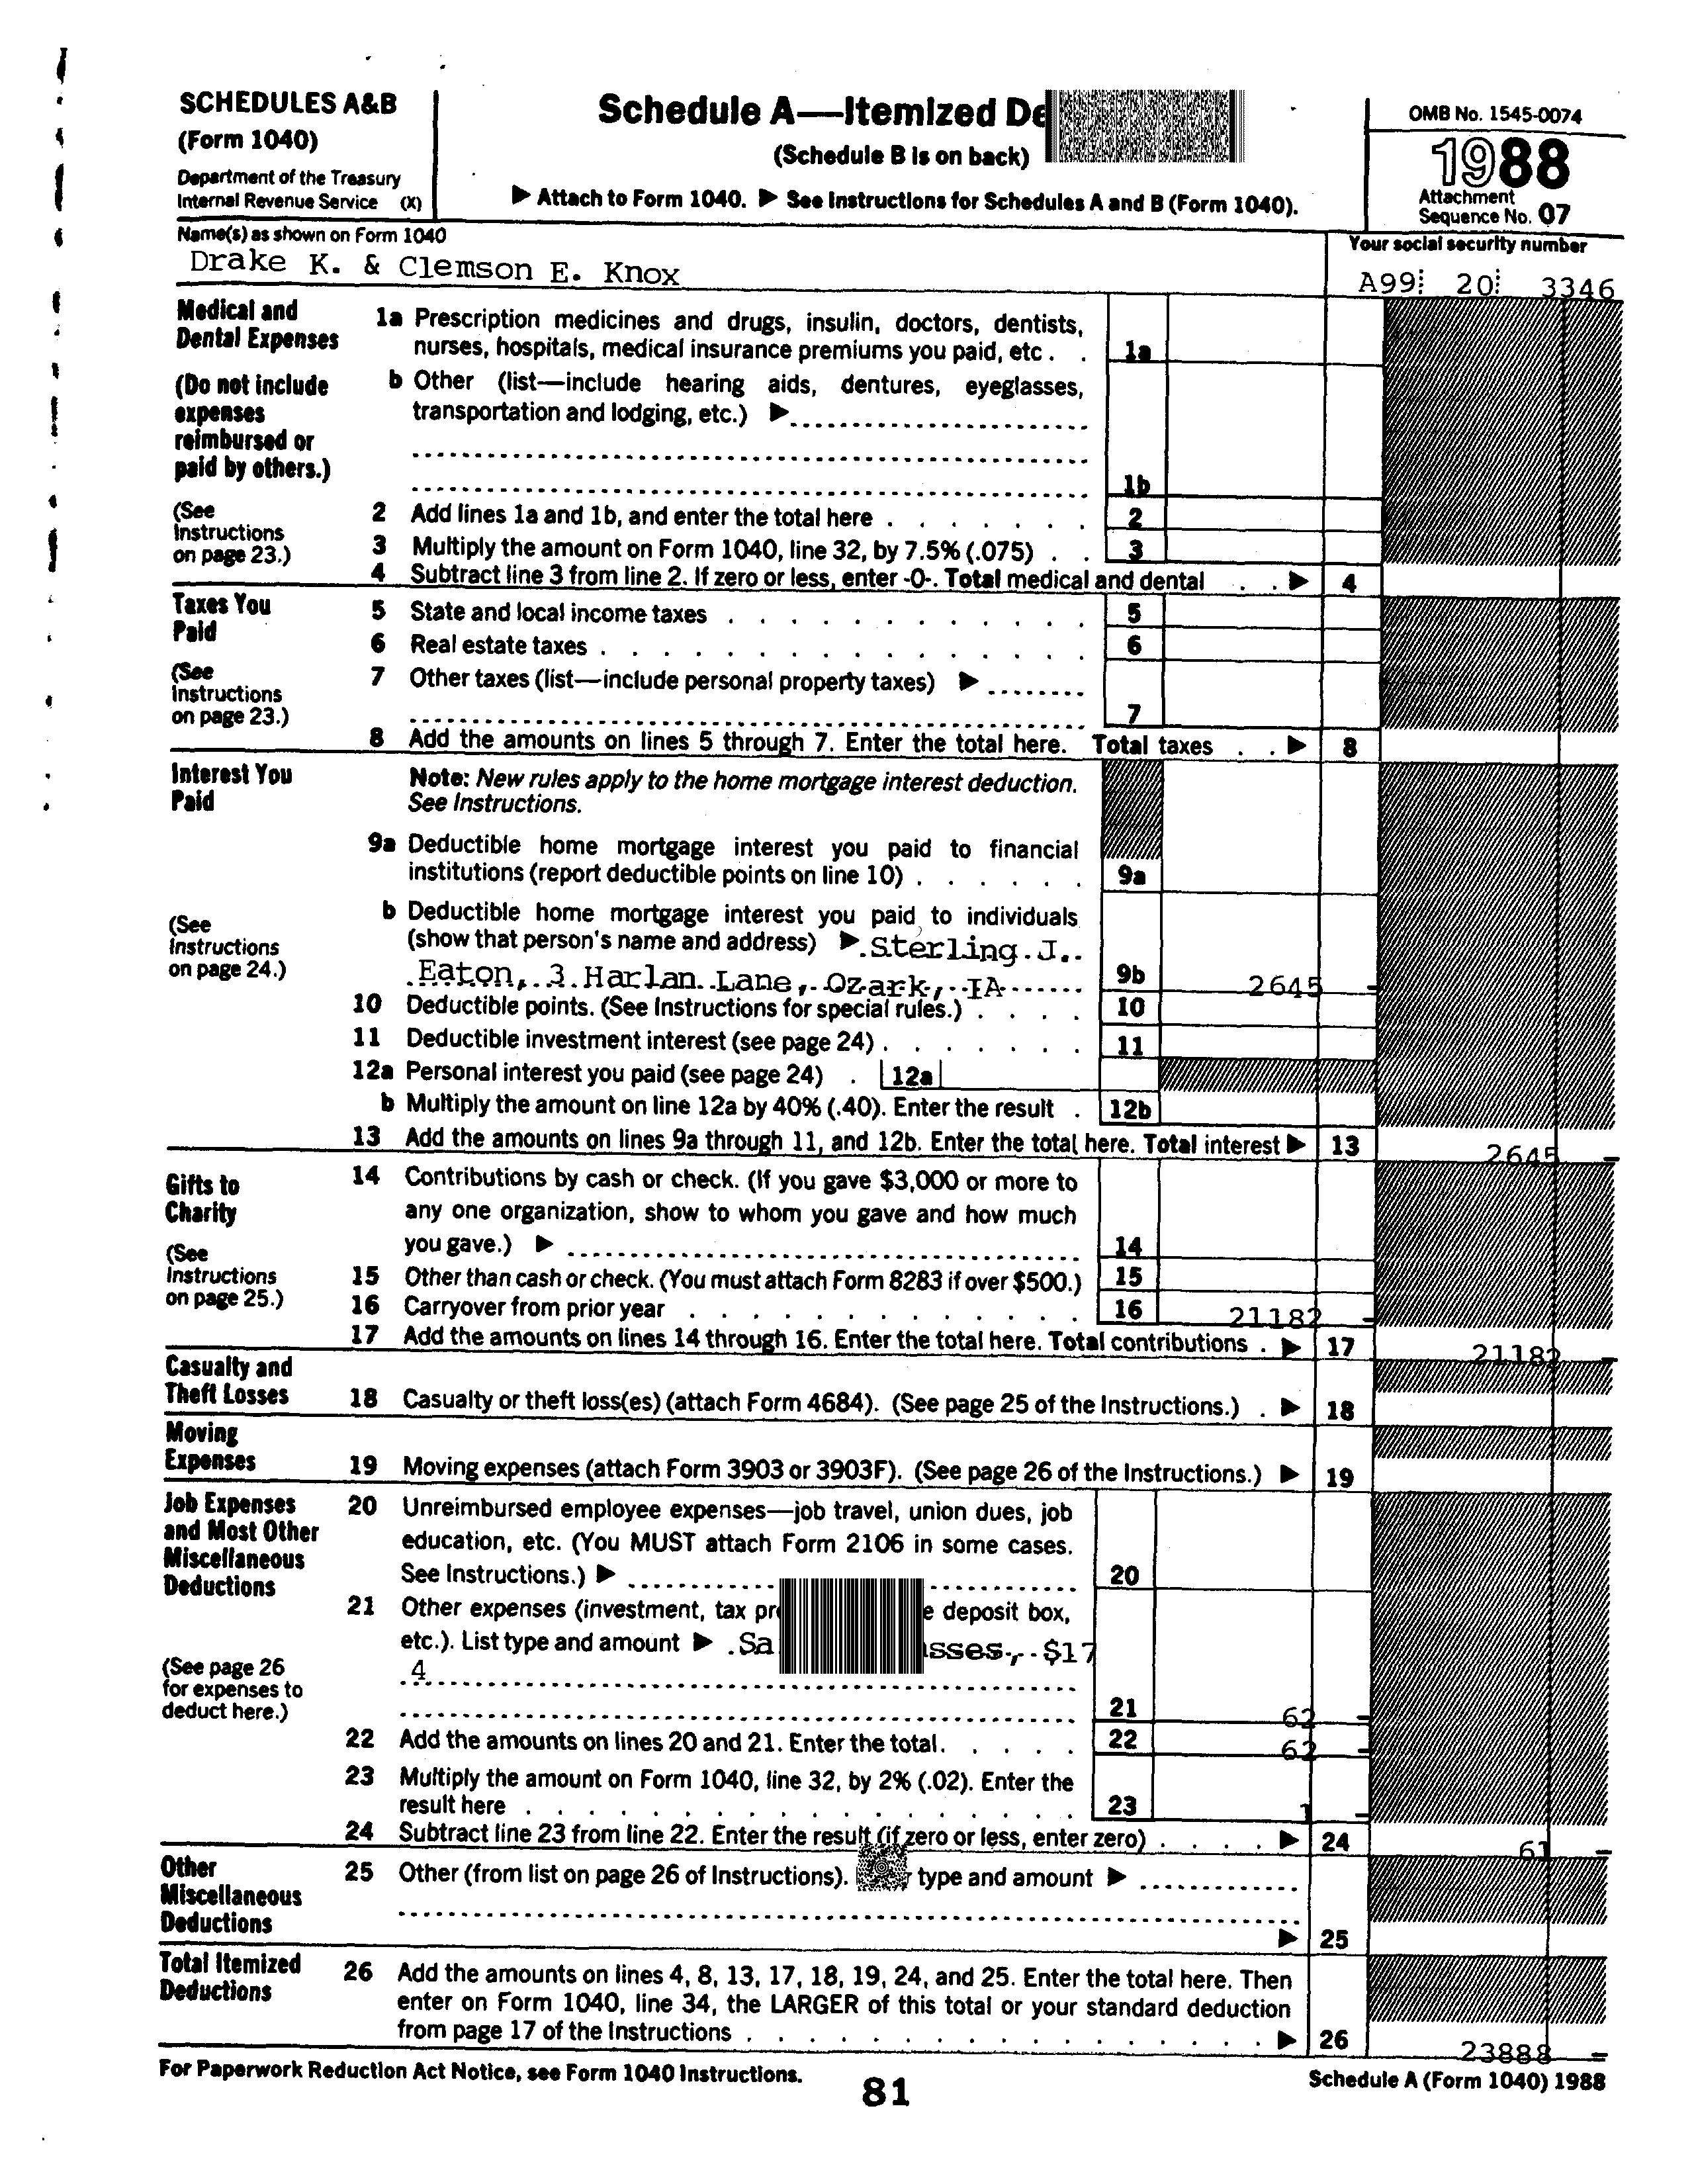 SCHEDULES A&B
(Form 1040)
Department of the Treasury
Internal Revenue Service (X)
Schedule A—Itemized
(Schedule B is on back)
▶ Attach to Form 1040. ▶ See Instructions for Schedules A and B (Form 1040).
OMB No. 1545-0074
1988
Attachment
Sequence No. 07
Name(s) as shown on Form 1040
Drake K. & Clemson E. Knox
Your social security number
A99 20 3346
Medical and
Dental Expenses
(Do not include
expenses
reimbursed or
paid by others.)
(See
Instructions
on page 23.)
1a Prescription medicines and drugs, insulin, doctors, dentists,
nurses, hospitals, medical insurance premiums you paid, etc . . 1a
b Other (list—include hearing aids, dentures, eyeglasses,
transportation and lodging, etc.) ▶
1b
2 Add lines 1a and 1b, and enter the total here . . . . . . . 2
3 Multiply the amount on Form 1040, line 32, by 7.5% (.075) . . 3
4 Subtract line 3 from line 2. If zero or less, enter -0-. Total medical and dental . . ▶ 4
Taxes You
Paid
(See
Instructions
on page 23.)
5 State and local income taxes . . . . . . . . . . . . 5
6 Real estate taxes . . . . . . . . . . . . . . . . 6
7 Other taxes (list—include personal property taxes) ▶
7
8 Add the amounts on lines 5 through 7. Enter the total here. Total taxes . . ▶ 8
Interest You
Paid
(See
Instructions
on page 24.)
Note: New rules apply to the home mortgage interest deduction.
See Instructions.
9a Deductible home mortgage interest you paid to financial
institutions (report deductible points on line 10) . . . . . . 9a
b Deductible home mortgage interest you paid to individuals
(show that person's name and address) ▶ Sterling J.
Eaton, 3 Harlan Lane, Ozark, IA 9b 2645 -
10 Deductible points. (See Instructions for special rules.) . . . . 10
11 Deductible investment interest (see page 24) . . . . . . . 11
12a Personal interest you paid (see page 24) . 12a
b Multiply the amount on line 12a by 40% (.40). Enter the result . 12b
13 Add the amounts on lines 9a through 11, and 12b. Enter the total here. Total interest ▶ 13 2645 -
Gifts to
Charity
(See
Instructions
on page 25.)
14 Contributions by cash or check. (If you gave $3,000 or more to
any one organization, show to whom you gave and how much
you gave.) ▶ 14
15 Other than cash or check. (You must attach Form 8283 if over $500.) 15
16 Carryover from prior year . . . . . . . . . . . . . 16 21182 -
17 Add the amounts on lines 14 through 16. Enter the total here. Total contributions . ▶ 17 21182 -
Casualty and
Theft Losses
18 Casualty or theft loss(es) (attach Form 4684). (See page 25 of the Instructions.) . ▶ 18
Moving
Expenses
19 Moving expenses (attach Form 3903 or 3903F). (See page 26 of the Instructions.) ▶ 19
Job Expenses
and Most Other
Miscellaneous
Deductions
(See page 26
for expenses to
deduct here.)
20 Unreimbursed employee expenses—job travel, union dues, job
education, etc. (You MUST attach Form 2106 in some cases.
See Instructions.) ▶ 20
21 Other expenses (investment, tax deposit box,
etc.). List type and amount ▶ $17
4
21 62 -
22 Add the amounts on lines 20 and 21. Enter the total. . . . . . 22 62 -
23 Multiply the amount on Form 1040, line 32, by 2% (.02). Enter the
result here . . . . . . . . . . . . . . . . . . 23 1 -
24 Subtract line 23 from line 22. Enter the result (if zero or less, enter zero) . . . . ▶ 24 61 -
Other
Miscellaneous
Deductions
25 Other (from list on page 26 of Instructions). type and amount ▶
▶ 25
Total Itemized
Deductions
26 Add the amounts on lines 4, 8, 13, 17, 18, 19, 24, and 25. Enter the total here. Then
enter on Form 1040, line 34, the LARGER of this total or your standard deduction
from page 17 of the Instructions . . . . . . . . . . . . . . . . . ▶ 26 23888 -
For Paperwork Reduction Act Notice, see Form 1040 Instructions.
81
Schedule A (Form 1040) 1988